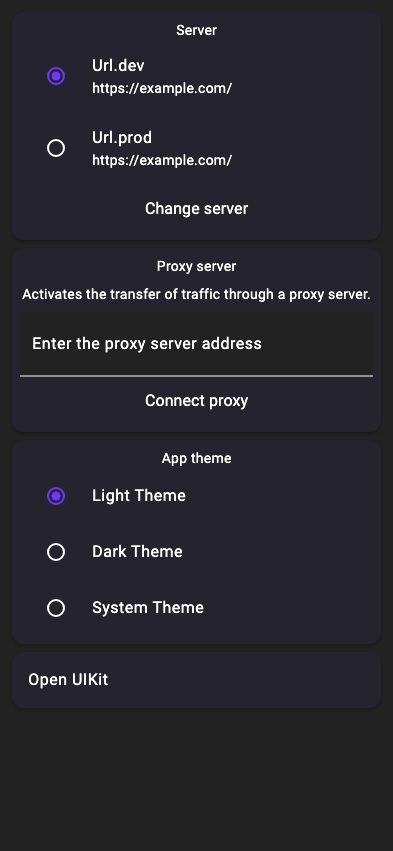 Server
Url.dev
https://example.com/
Url.prod
https://example.com/
Change server
Proxy server
Activates the transfer of traffic through a proxy server.
Enter the proxy server address
Connect proxy
App theme
Light Theme
Dark Theme
System Theme
Open UIKit